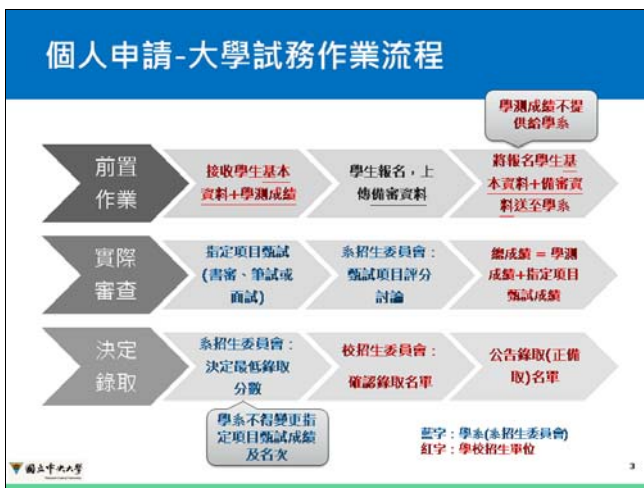 個人申請-大學試務作業流程
學測成績不提
供給學系
前置
作業
接收學生基本
資料+學測成績
學生報名,上
傳備審資料
將報名學生基
本資料+備審資
料送至學系
實際
審查
指定項目甄試
(書審、筆試或
面試)
系招生委員會:
甄試項目評分
討論
總成績 = 學測
成績+指定項目
甄試成績
決定
錄取
系招生委員會:
決定最低錄取
分數
校招生委員會:
確認錄取名單
公告錄取(正備
取)名單
學系不得變更指
定項目甄試成績
及名次
藍字:學系(系招生委員會)
紅字:學校招生單位
國立中央大學
3